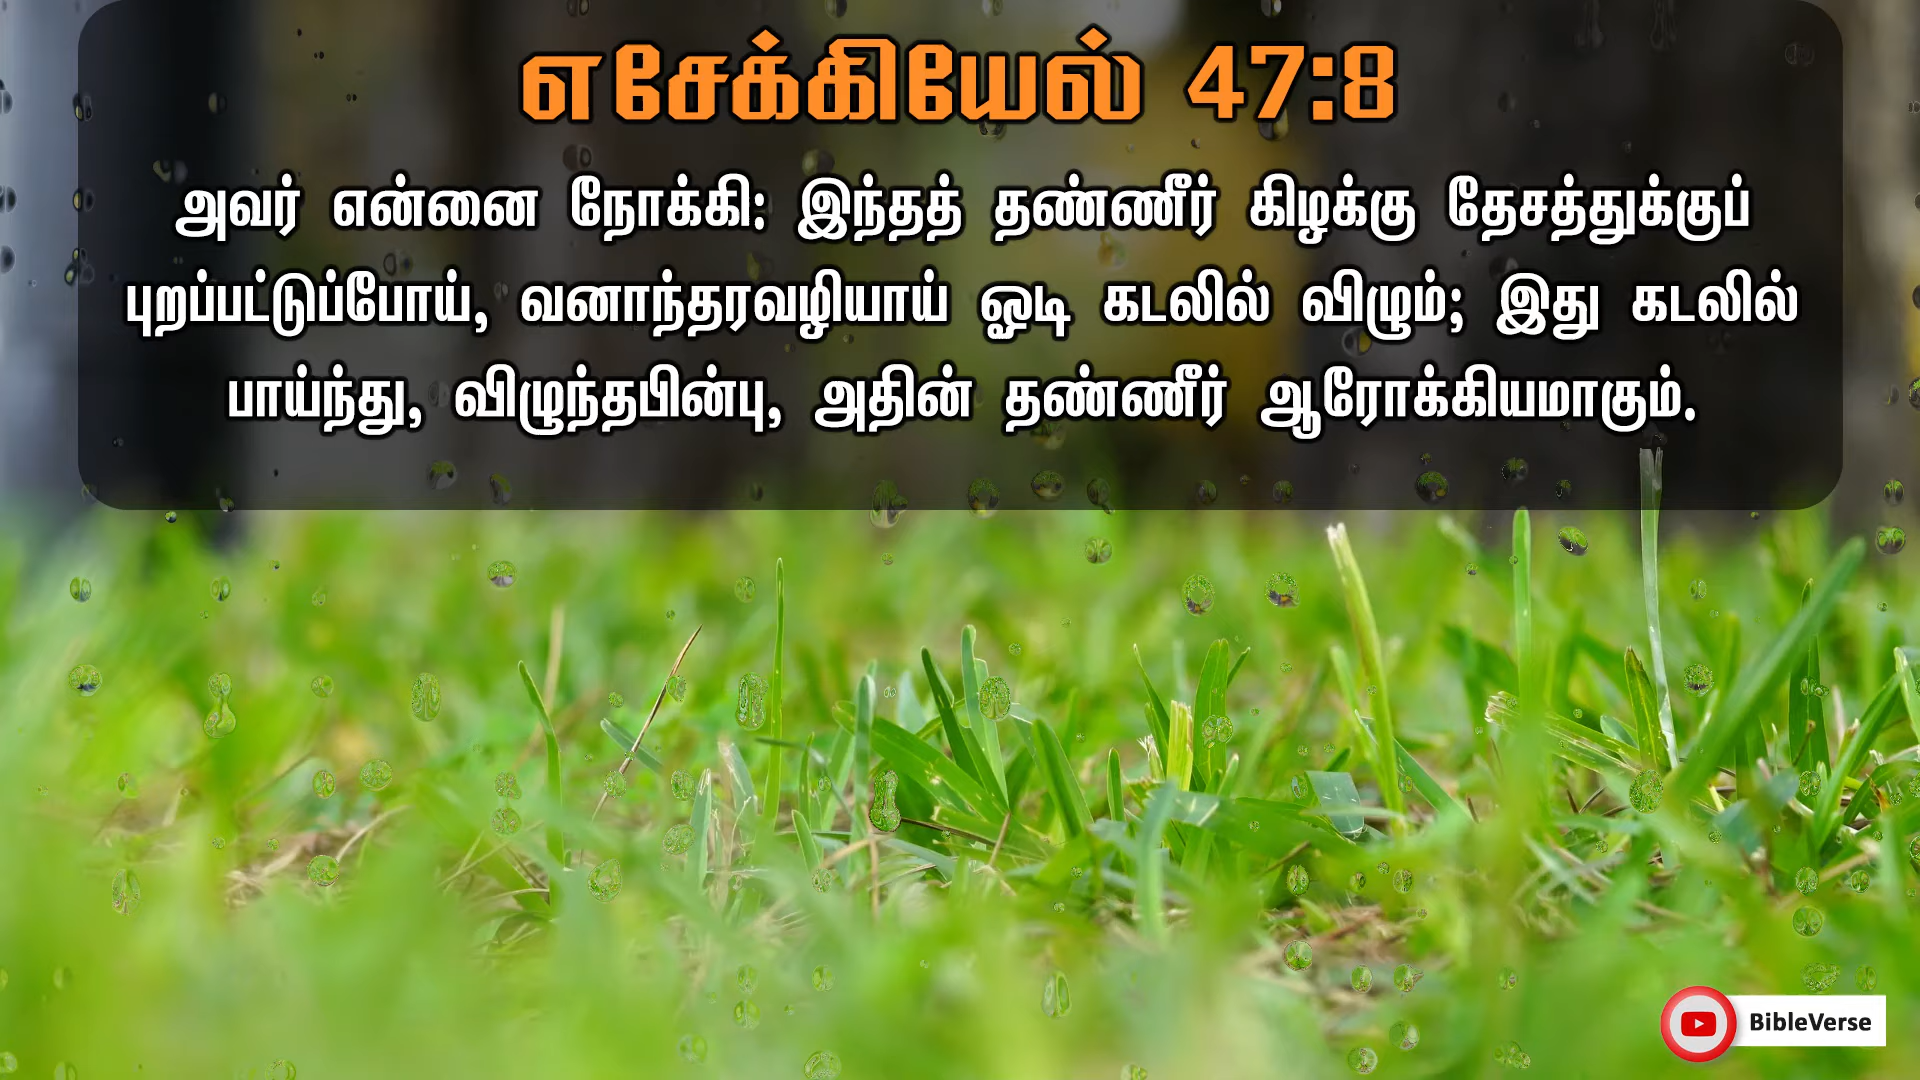 எசேக்கியேல் 47:8
அவர் என்னை நோக்கி: இந்தத் தண்ணீர் கிழக்கு தேசத்துக்குப்
புறப்பட்டுப்போய், வனாந்தரவழியாய் ஓடி கடலில் விழும்; இது கடலில்
பாய்ந்து, விழுந்தபின்பு, அதின் தண்ணீர் ஆரோக்கியமாகும்.
BibleVerse